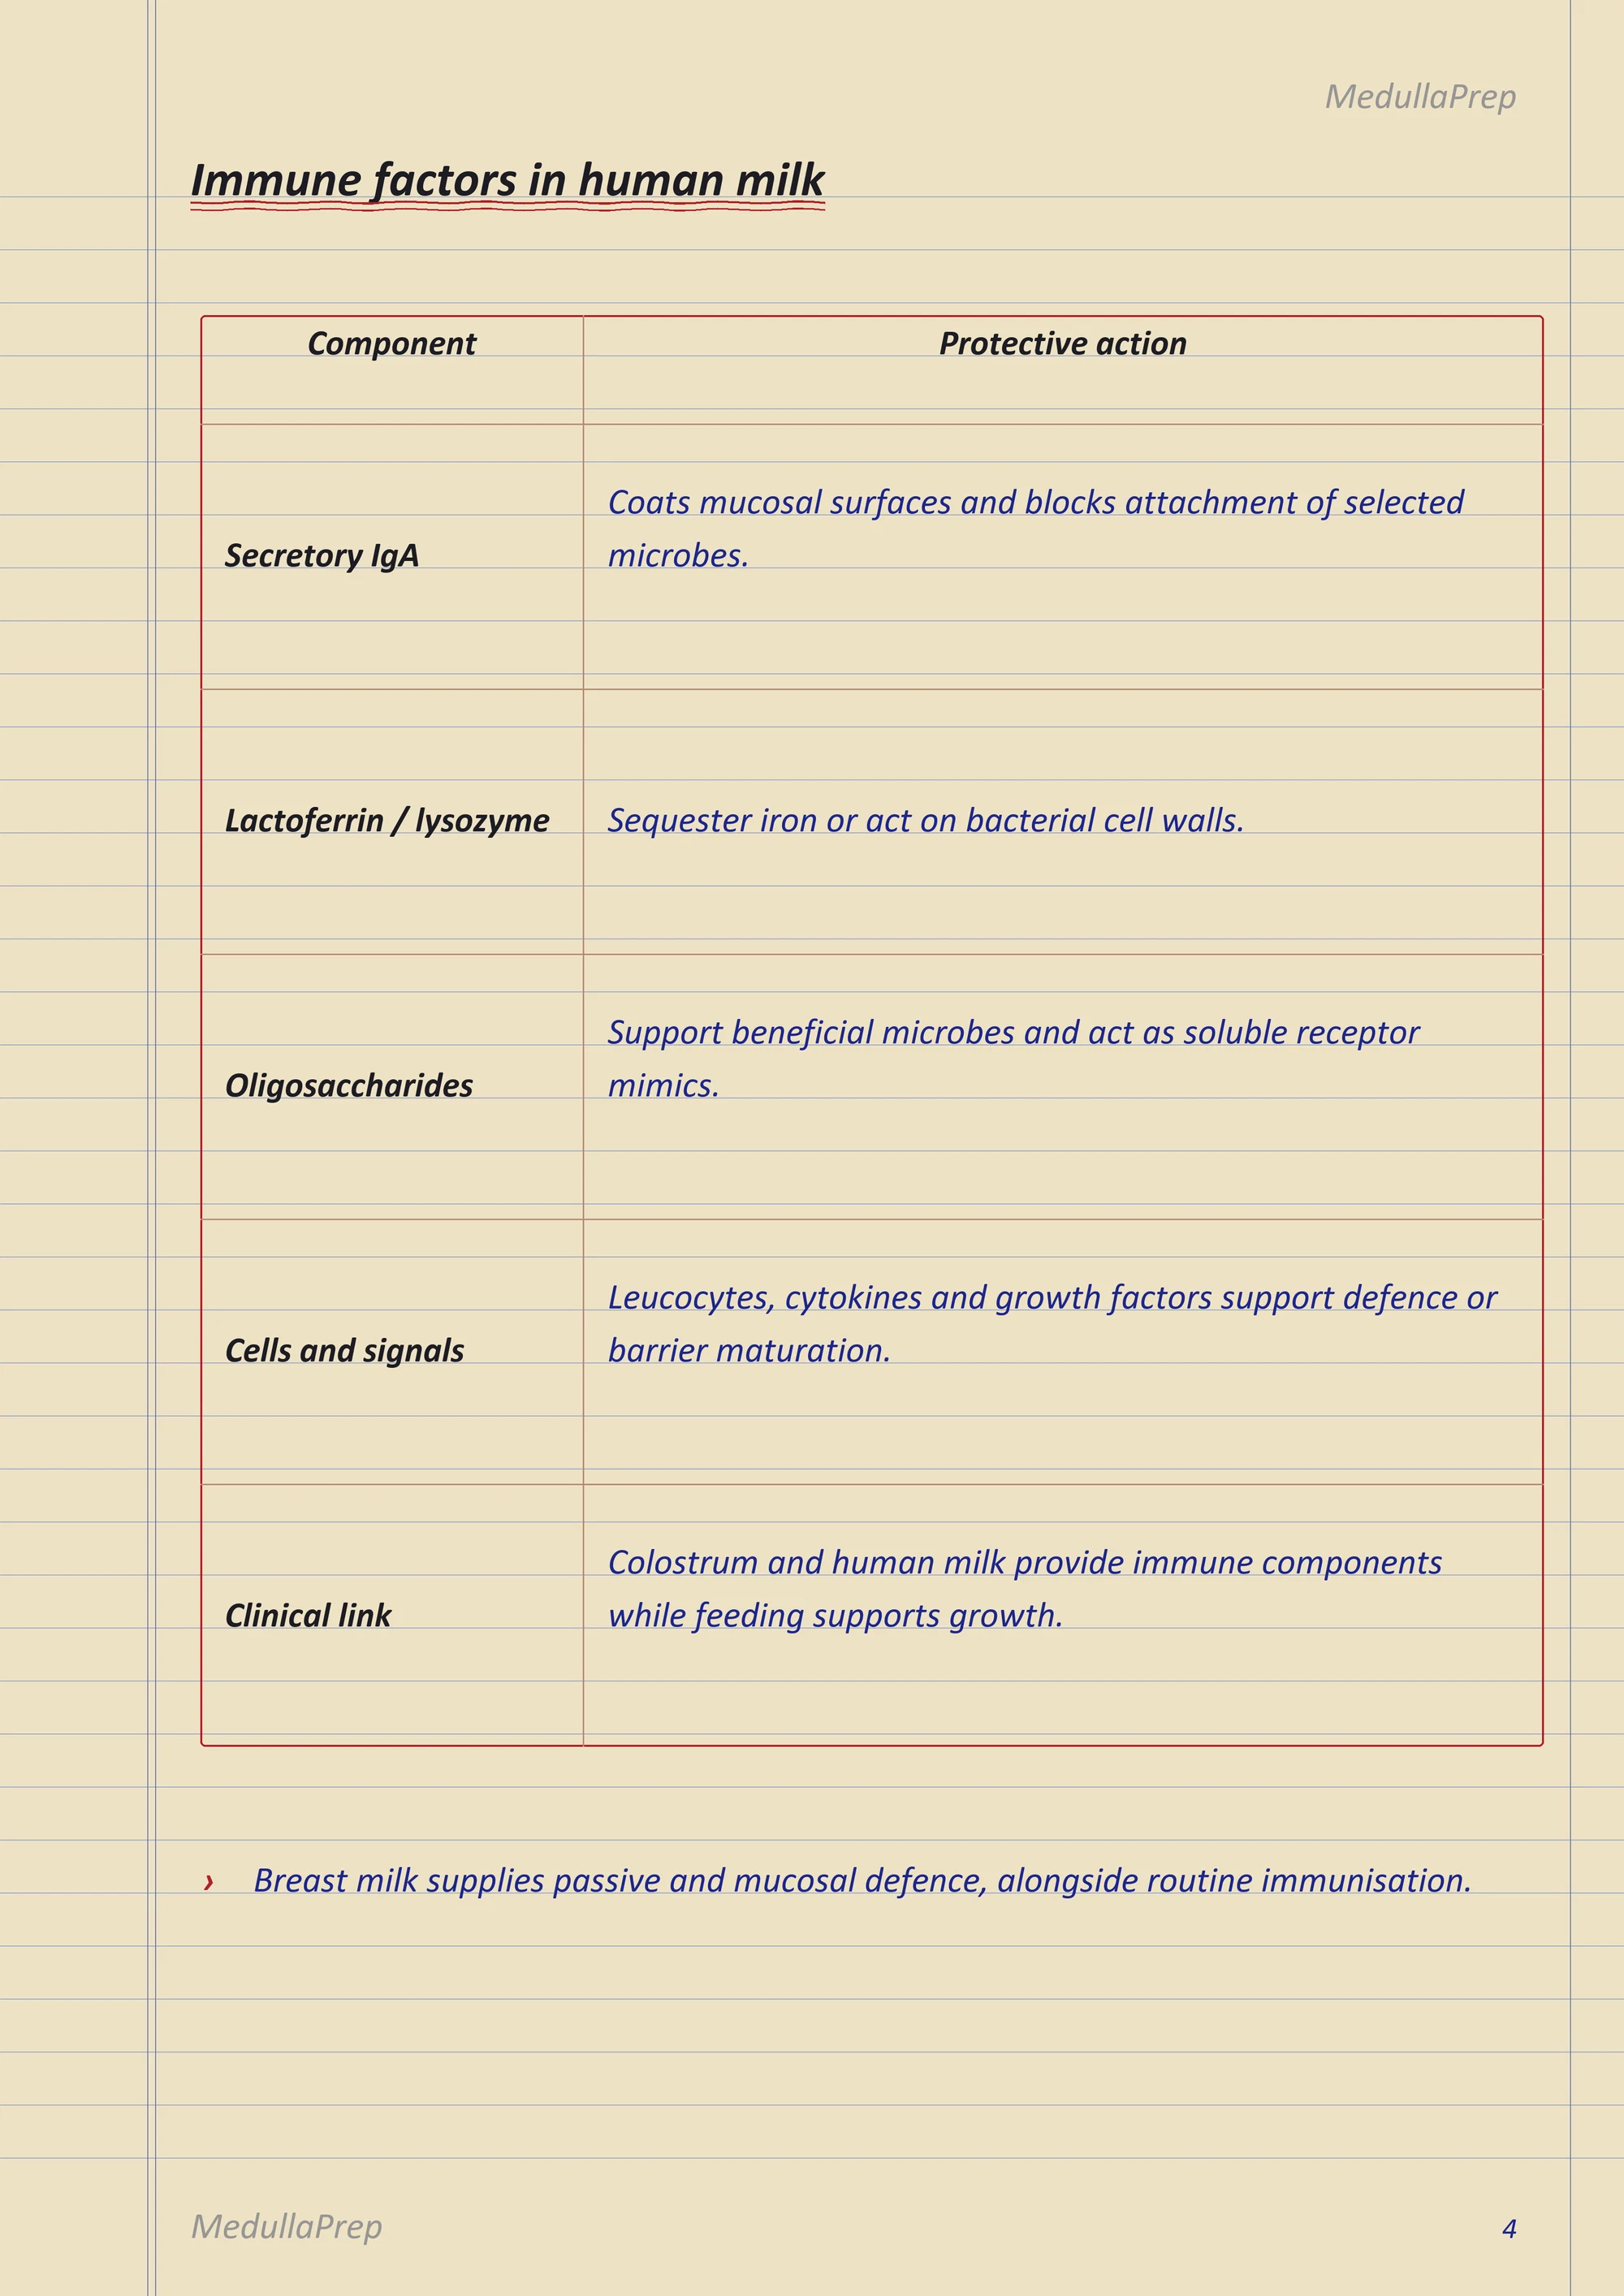 MedullaPrep
Immune factors in human milk
Component
Protective action
Secretory IgA
Coats mucosal surfaces and blocks attachment of selected
microbes.
Lactoferrin / lysozyme
Sequester iron or act on bacterial cell walls.
Oligosaccharides
Support beneficial microbes and act as soluble receptor
mimics.
Cells and signals
Leucocytes, cytokines and growth factors support defence or
barrier maturation.
Clinical link
Colostrum and human milk provide immune components
while feeding supports growth.
› Breast milk supplies passive and mucosal defence, alongside routine immunisation.
MedullaPrep
4